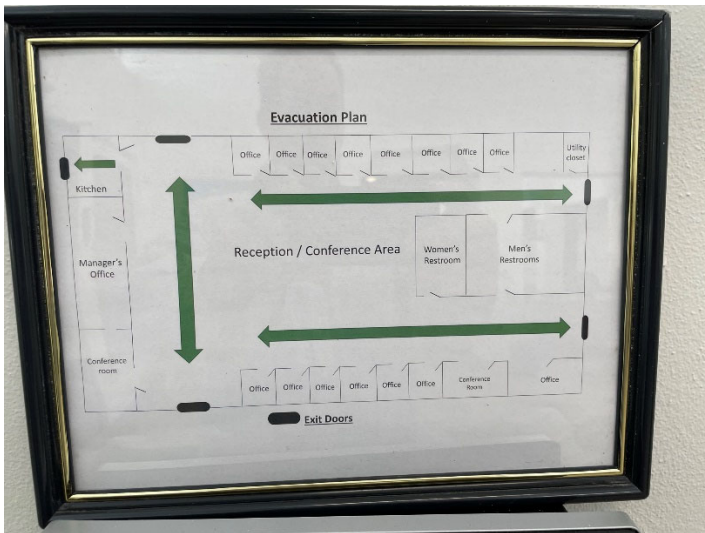 Evacuation Plan
Office Office Office Office Office Office Office Office
Utility
closet
Kitchen
Reception / Conference Area
Women's
Restroom
Men's
Restrooms
Manager's
Office
Conference
room
Office Office Office Office Office Office
Conference
Room
Office
Exit Doors